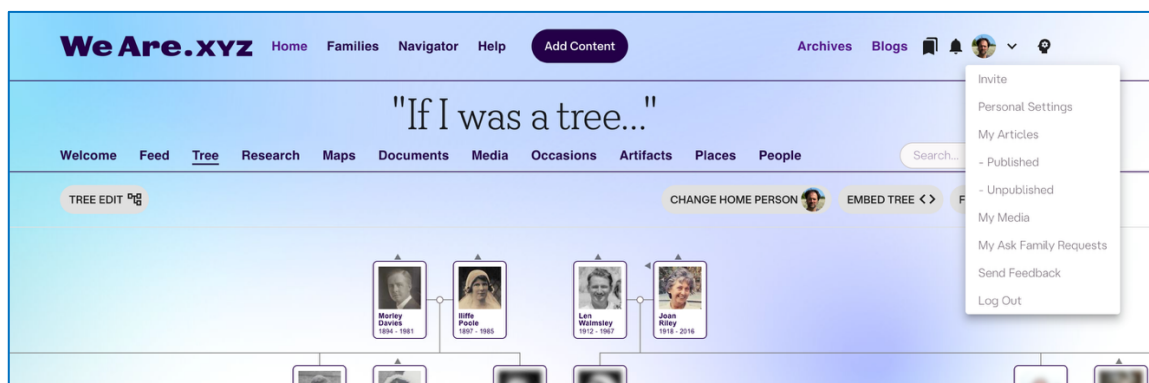 We Are.xyz Home Families Navigator Help Add Content Archives Blogs
"If I was a tree..."
Welcome Feed Tree Research Maps Documents Media Occasions Artifacts Places People Search...
TREE EDIT CHANGE HOME PERSON EMBED TREE F
Invite
Personal Settings
My Articles
- Published
- Unpublished
My Media
My Ask Family Requests
Send Feedback
Log Out
Morley
Davies
1894 - 1981
Iliffe
Poole
1897 - 1985
Len
Walmsley
1912 - 1967
Joan
Riley
1918 - 2016